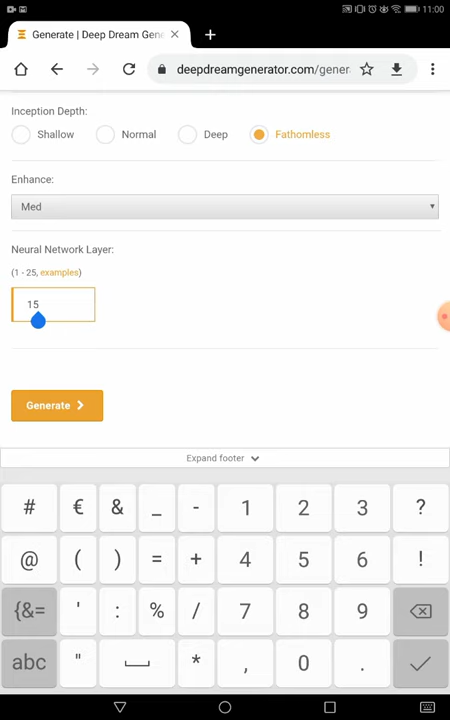 11:00
Generate | Deep Dream Gene
deepdreamgenerator.com/gener
Inception Depth:
Shallow Normal Deep Fathomless
Enhance:
Med
Neural Network Layer:
(1 - 25, examples)
15
Generate
Expand footer
# € & _ - 1 2 3 ?
@ ( ) = + 4 5 6 !
{&= ' : % / 7 8 9
abc " * , 0 .